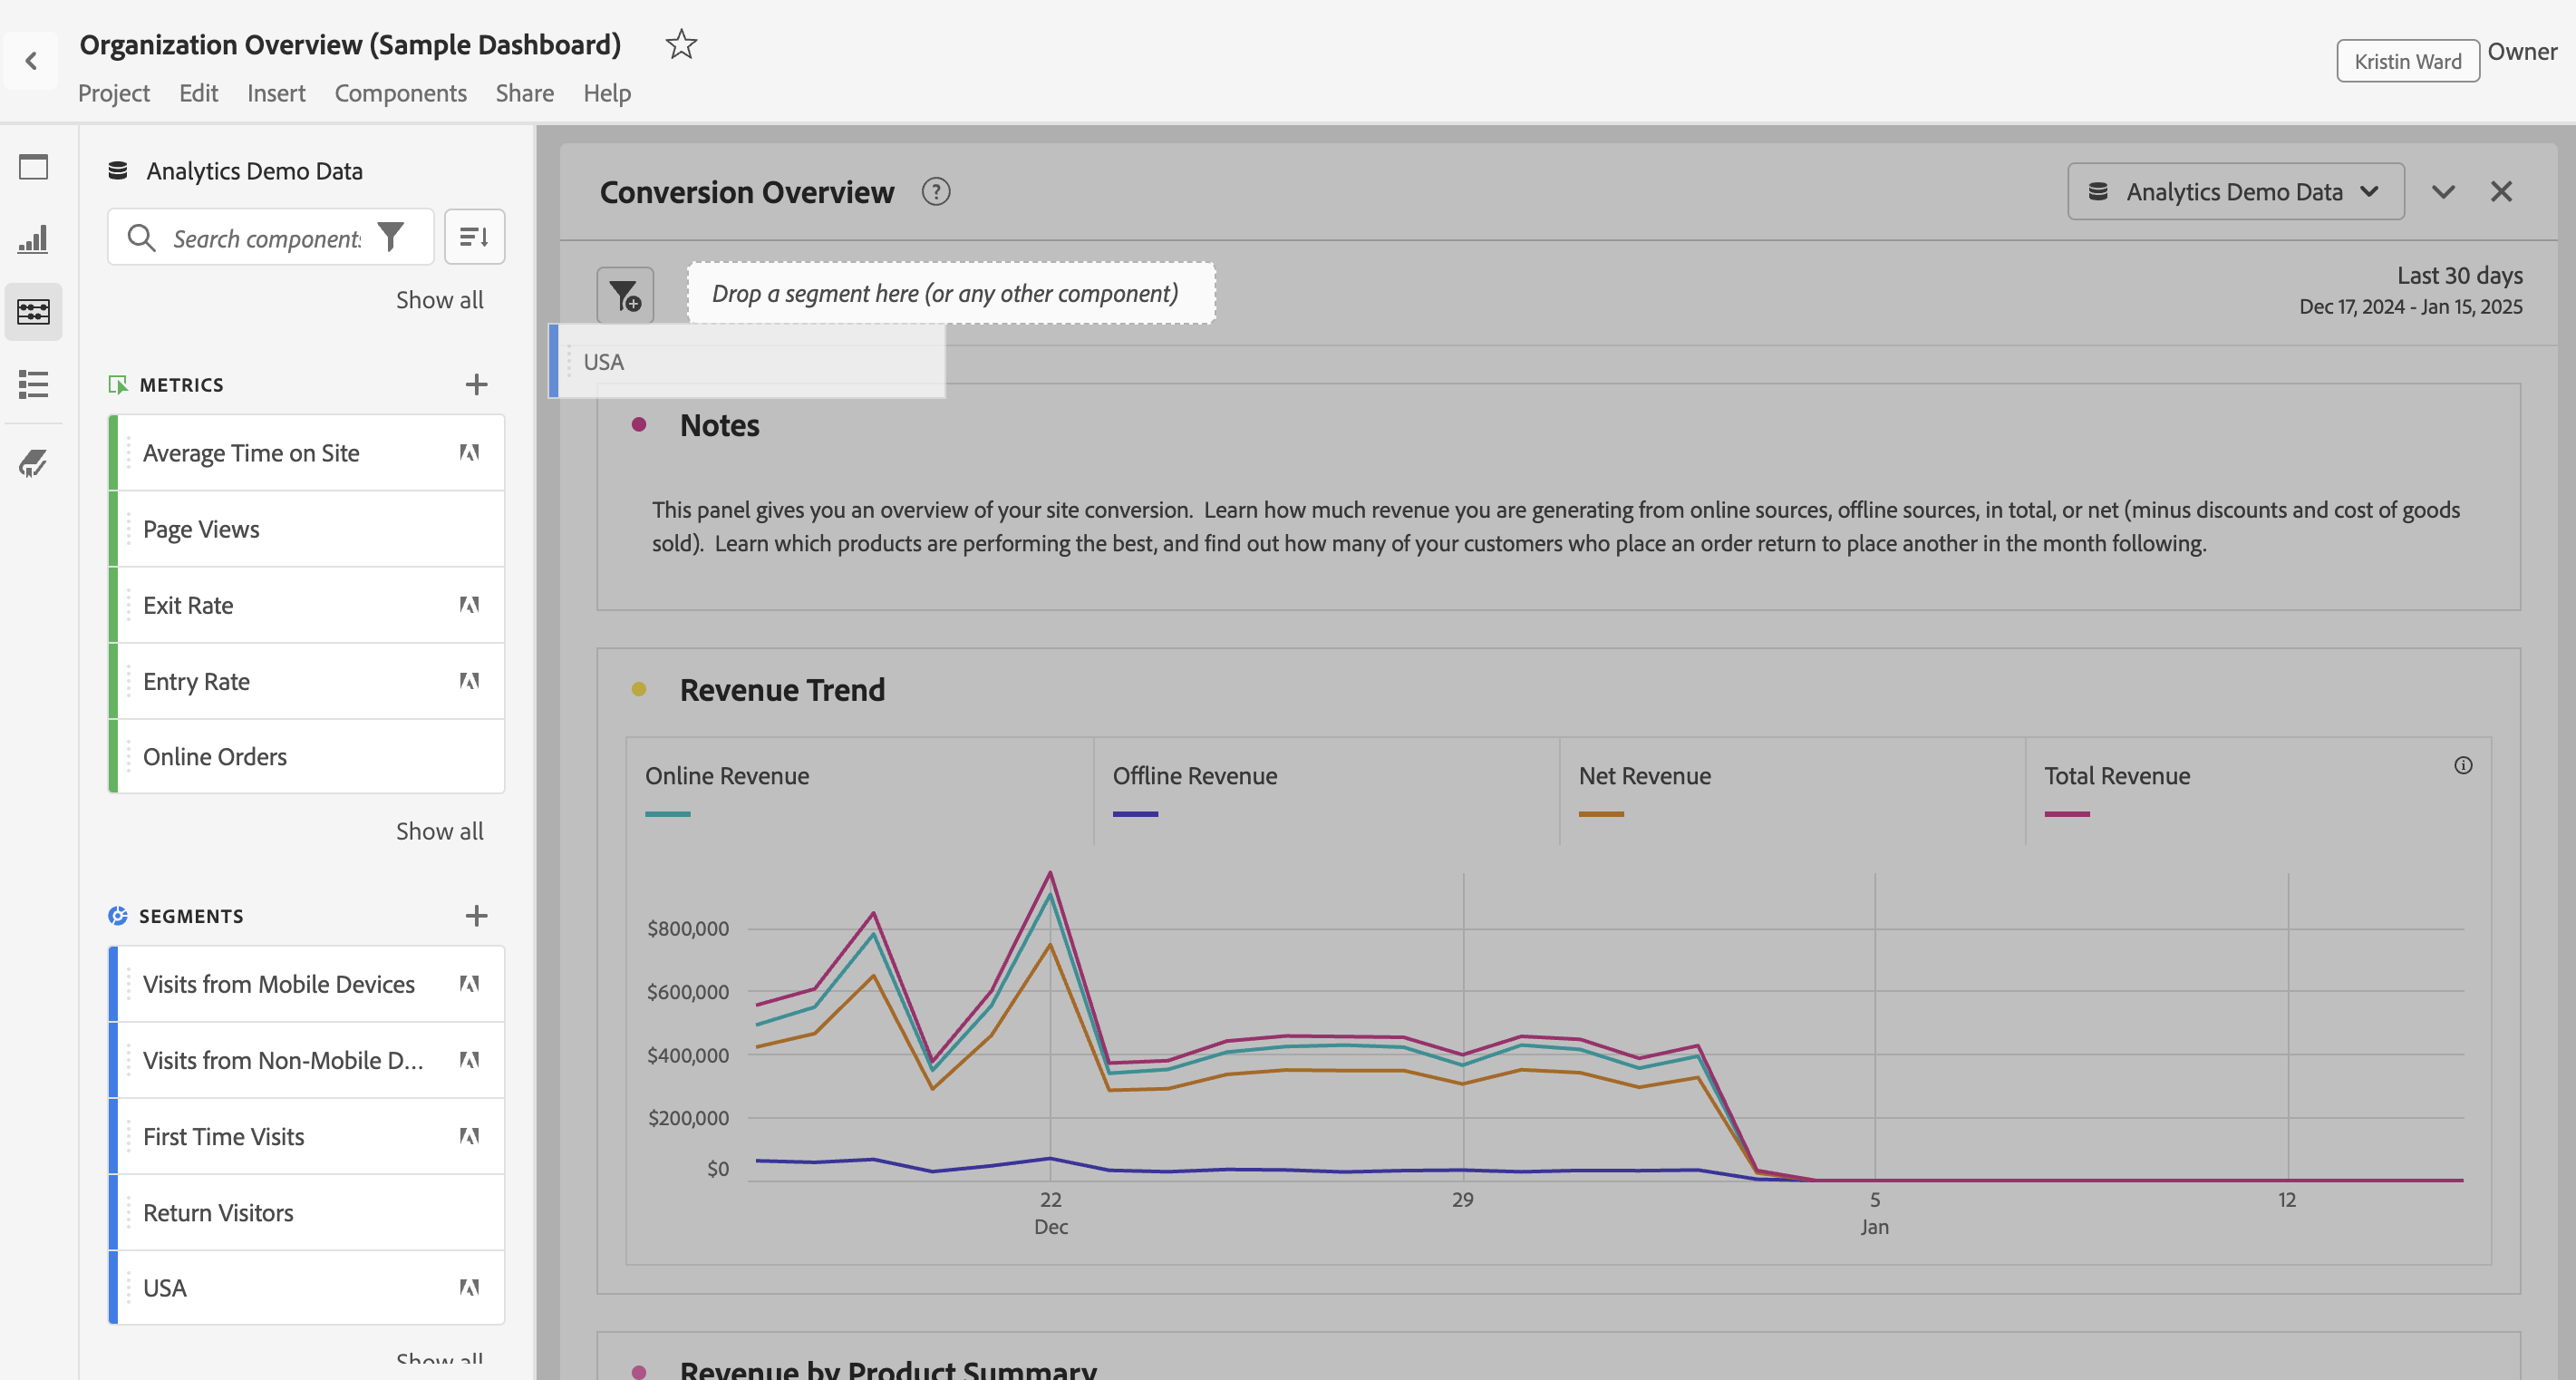 Organization Overview (Sample Dashboard)
Project Edit Insert Components Share Help
Kristin Ward Owner
Analytics Demo Data
Search component
Show all
METRICS
Average Time on Site
Page Views
Exit Rate
Entry Rate
Online Orders
Show all
SEGMENTS
Visits from Mobile Devices
Visits from Non-Mobile D...
First Time Visits
Return Visitors
USA
Show all
Conversion Overview
Analytics Demo Data
Drop a segment here (or any other component)
Last 30 days
Dec 17, 2024 - Jan 15, 2025
USA
Notes
This panel gives you an overview of your site conversion. Learn how much revenue you are generating from online sources, offline sources, in total, or net (minus discounts and cost of goods
sold). Learn which products are performing the best, and find out how many of your customers who place an order return to place another in the month following.
Revenue Trend
Online Revenue Offline Revenue Net Revenue Total Revenue
$800,000
$600,000
$400,000
$200,000
$0
22 29 5 12
Dec Jan
Revenue by Product Summary